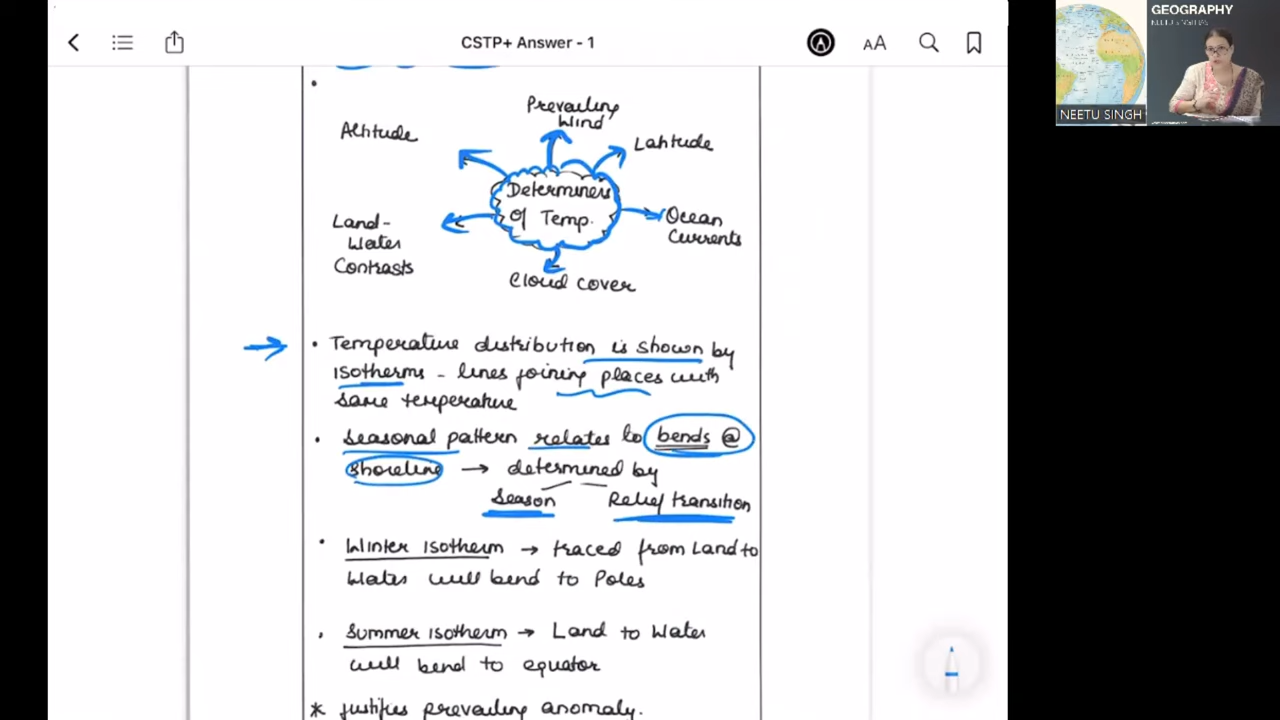 CSTP+ Answer - 1
AA
GEOGRAPHY
NEETU SINGH
Prevailing
Wind
Altitude
Latitude
Determiners
of Temp.
Land-
Water
Contrasts
Ocean
Currents
Cloud cover
• Temperature distribution is shown by
isotherms - lines joining places with
same temperature
• Seasonal pattern relates to bends @
shoreline → determined by
Season Relief transition
• Winter isotherm → traced from Land to
Water will bend to Poles
• Summer isotherm → Land to Water
will bend to equator
* Justifies prevailing anomaly.